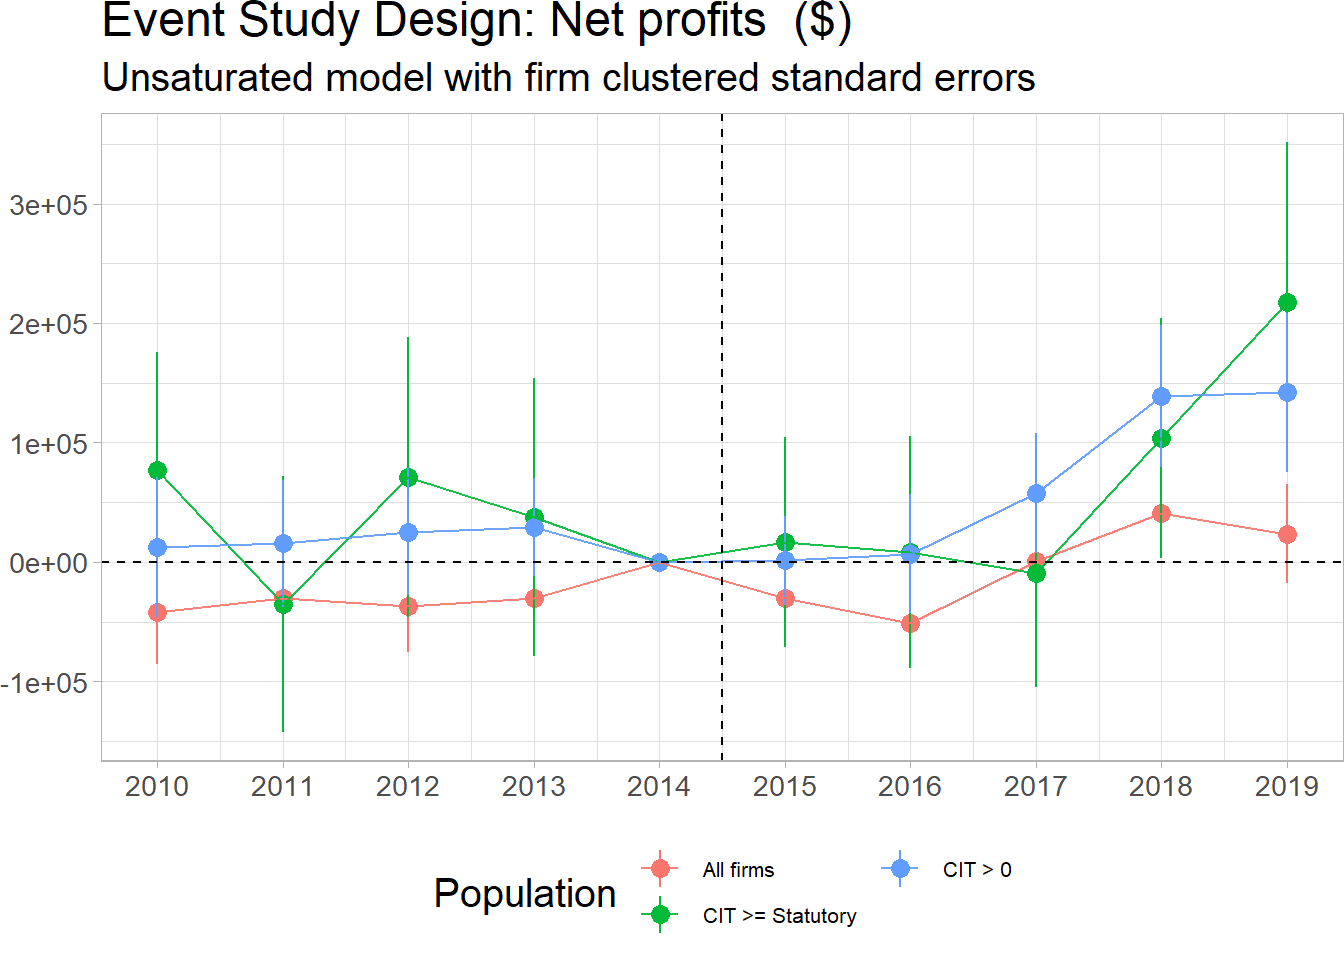 Event Study Design: Net profits  ($)
Unsaturated model with firm clustered standard errors
3e+05
2e+05
1e+05
0e+00
-1e+05
2010 2011 2012 2013 2014 2015 2016 2017 2018 2019
Population
All firms
CIT >= Statutory
CIT > 0